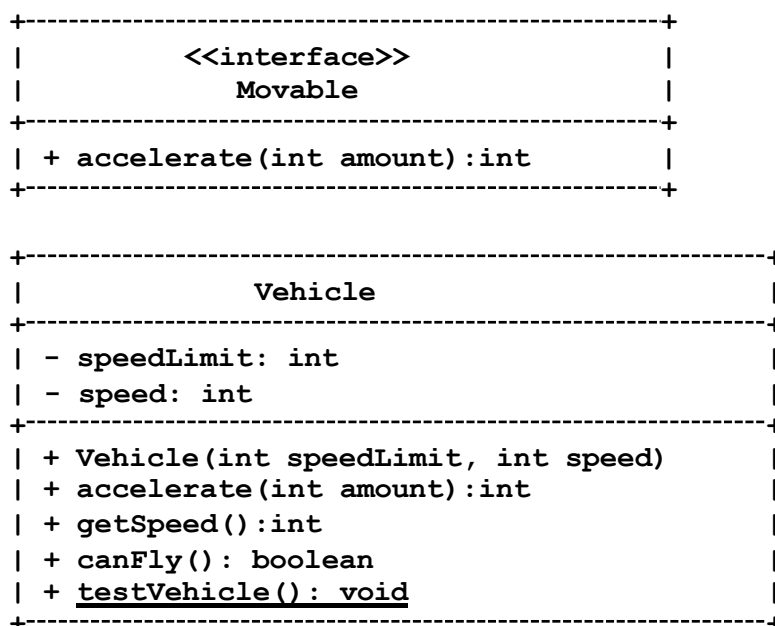 <<interface>>
Movable
+ accelerate(int amount):int
Vehicle
- speedLimit: int
- speed: int
+ Vehicle(int speedLimit, int speed)
+ accelerate(int amount):int
+ getSpeed():int
+ canFly(): boolean
+ testVehicle(): void